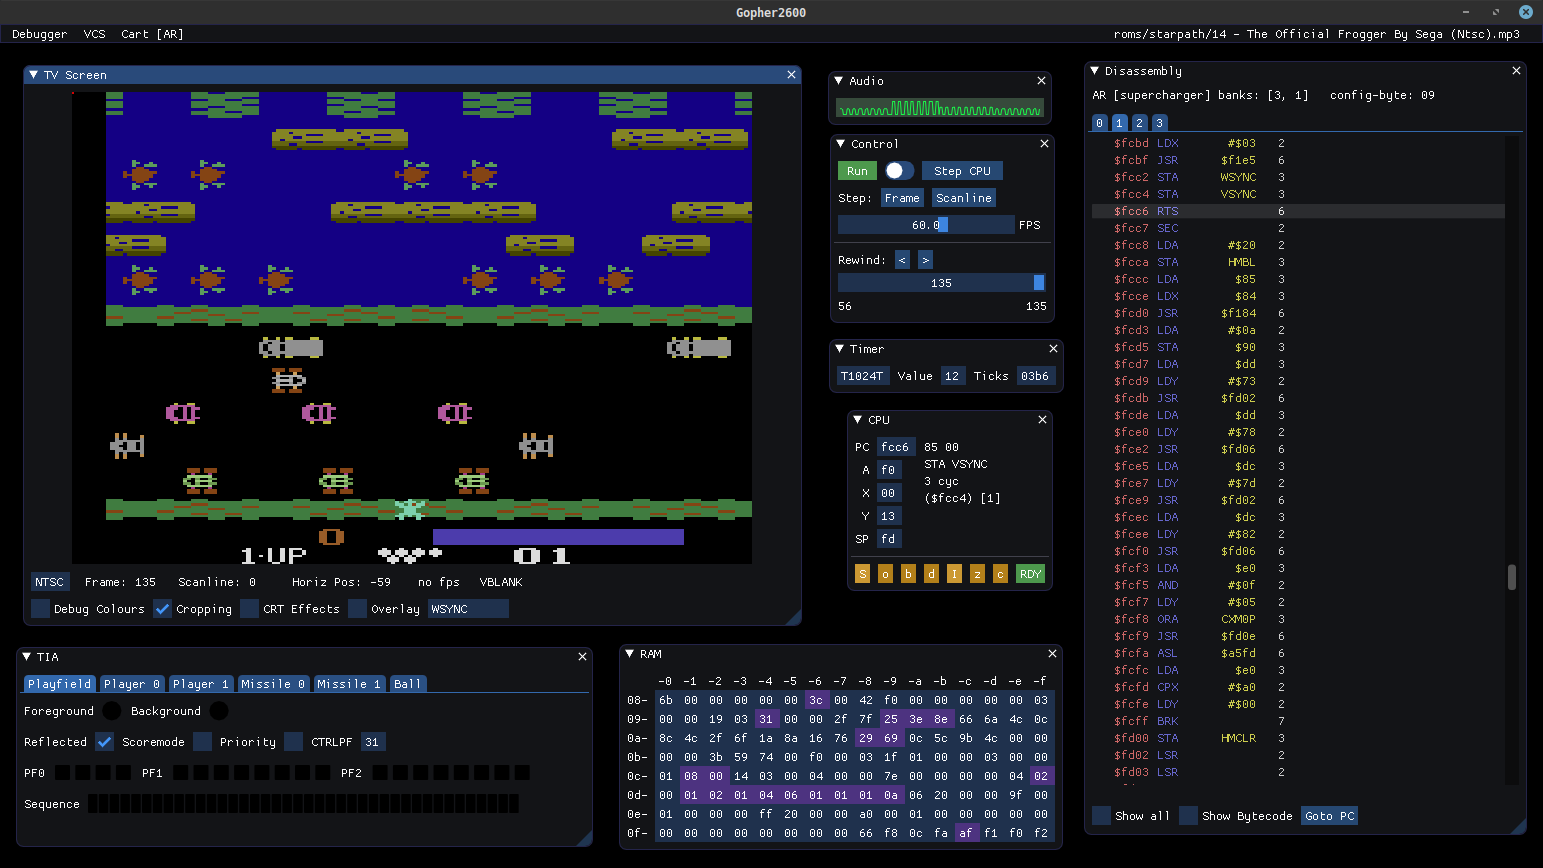 Gopher2600
Debugger VCS Cart [AR]
roms/starpath/14 - The Official Frogger By Sega (Ntsc).mp3
TV Screen
1-UP 01
NTSC Frame: 135 Scanline: 0 Horiz Pos: -59 no fps VBLANK
Debug Colours Cropping CRT Effects Overlay WSYNC
Audio
Control
Run Step CPU
Step: Frame Scanline
60.0 FPS
Rewind: < >
135
56 135
Timer
T1024T Value 12 Ticks 03b6
CPU
PC fcc6 85 00
A f0 STA VSYNC
3 cyc
X 00 ($fcc4) [1]
Y 13
SP fd
S o b d I z c RDY
Disassembly
AR [supercharger] banks: [3, 1] config-byte: 09
0 1 2 3
$fcbd LDX #$03 2
$fcbf JSR $f1e5 6
$fcc2 STA WSYNC 3
$fcc4 STA VSYNC 3
$fcc6 RTS 6
$fcc7 SEC 2
$fcc8 LDA #$20 2
$fcca STA HMBL 3
$fccc LDA $85 3
$fcce LDX $84 3
$fcd0 JSR $f184 6
$fcd3 LDA #$0a 2
$fcd5 STA $90 3
$fcd7 LDA $dd 3
$fcd9 LDY #$73 2
$fcdb JSR $fd02 6
$fcde LDA $dd 3
$fce0 LDY #$78 2
$fce2 JSR $fd06 6
$fce5 LDA $dc 3
$fce7 LDY #$7d 2
$fce9 JSR $fd02 6
$fcec LDA $dc 3
$fcee LDY #$82 2
$fcf0 JSR $fd06 6
$fcf3 LDA $e0 3
$fcf5 AND #$0f 2
$fcf7 LDY #$05 2
$fcf8 ORA CXM0P 3
$fcf9 JSR $fd0e 6
$fcfa ASL $a5fd 6
$fcfc LDA $e0 3
$fcfd CPX #$a0 2
$fcfe LDY #$00 2
$fcff BRK 7
$fd00 STA HMCLR 3
$fd02 LSR 2
$fd03 LSR 2
Show all Show Bytecode Goto PC
TIA
Playfield Player 0 Player 1 Missile 0 Missile 1 Ball
Foreground Background
Reflected Scoremode Priority CTRLPF 31
PF0 PF1 PF2
Sequence
RAM
-0 -1 -2 -3 -4 -5 -6 -7 -8 -9 -a -b -c -d -e -f
08- 6b 00 00 00 00 00 3c 00 42 f0 00 00 00 00 00 03
09- 00 00 19 03 31 00 00 2f 7f 25 3e 8e 66 6a 4c 0c
0a- 8c 4c 2f 6f 1a 8a 16 76 29 69 0c 5c 9b 4c 00 00
0b- 00 00 3b 59 74 00 f0 00 03 1f 01 00 00 03 00 00
0c- 01 08 00 14 03 00 04 00 00 7e 00 00 00 00 04 02
0d- 00 01 02 01 04 06 01 01 01 0a 06 20 00 00 9f 00
0e- 01 00 00 00 ff 20 00 00 a0 00 01 00 00 00 00 00
0f- 00 00 00 00 00 00 00 00 66 f8 0c fa af f1 f0 f2